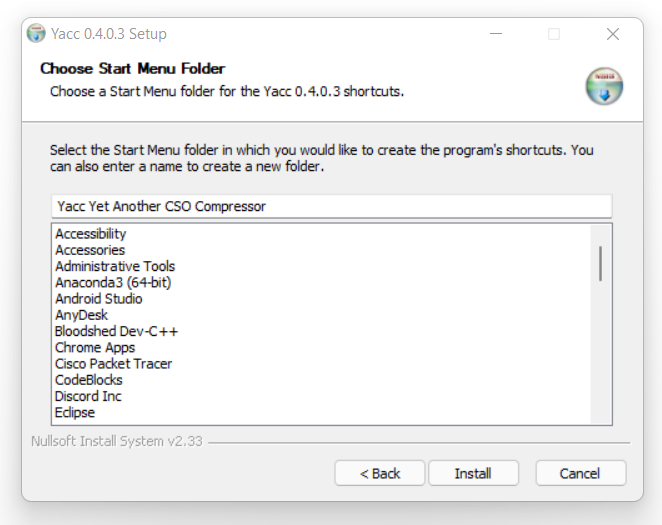 Yacc 0.4.0.3 Setup
Choose Start Menu Folder
Choose a Start Menu folder for the Yacc 0.4.0.3 shortcuts.
Select the Start Menu folder in which you would like to create the program's shortcuts. You
can also enter a name to create a new folder.
Yacc Yet Another CSO Compressor
Accessibility
Accessories
Administrative Tools
Anaconda3 (64-bit)
Android Studio
AnyDesk
Bloodshed Dev-C++
Chrome Apps
Cisco Packet Tracer
CodeBlocks
Discord Inc
Eclipse
Nullsoft Install System v2.33
< Back
Install
Cancel